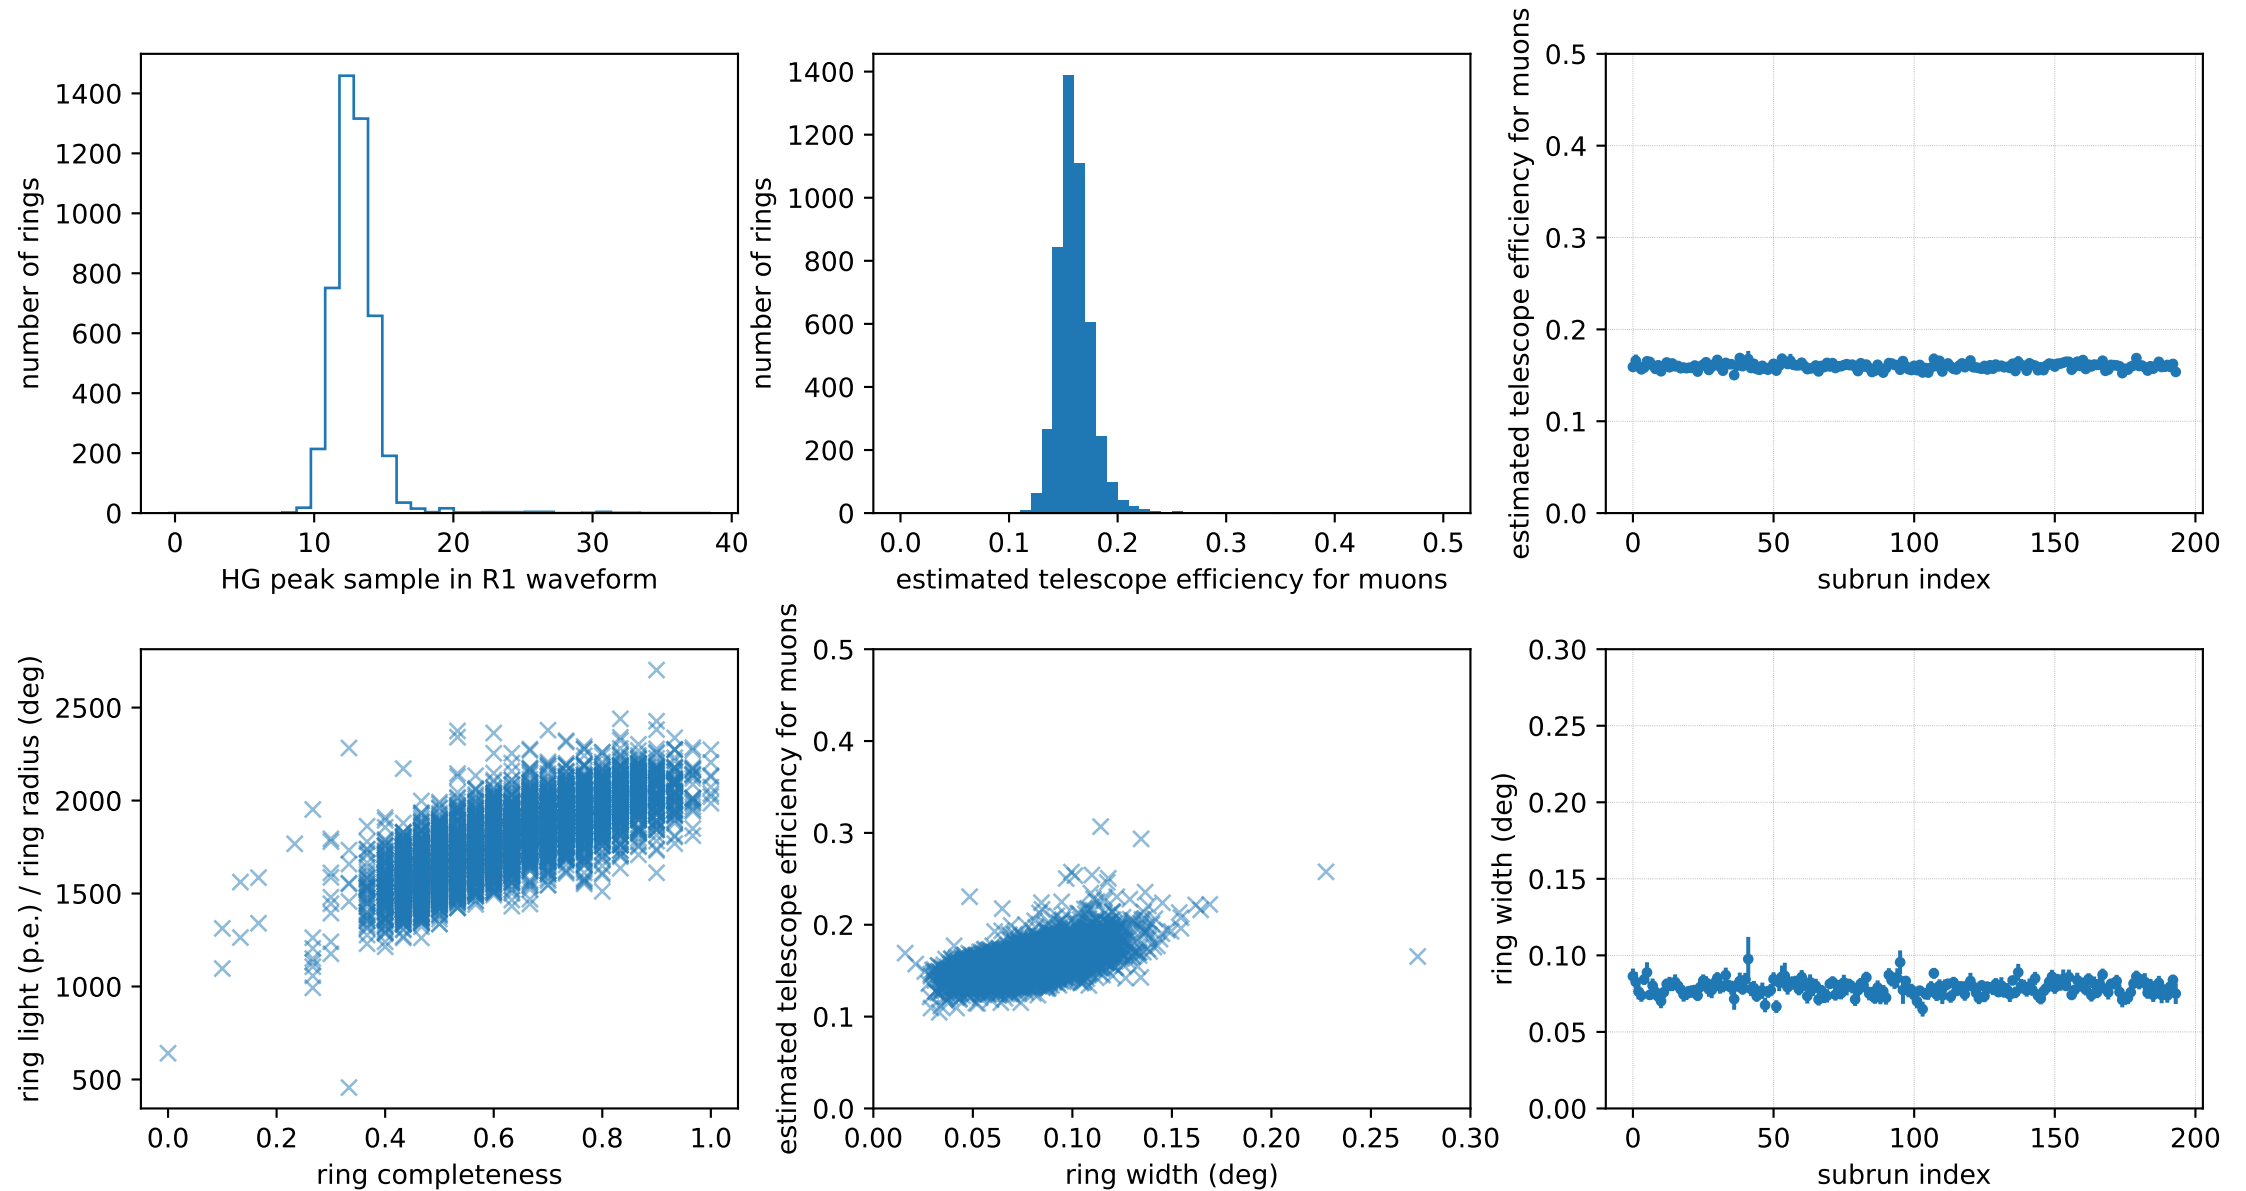 number of rings
1400
1200
1000
800
600
400
200
0
0 10 20 30 40
HG peak sample in R1 waveform
number of rings
1400
1200
1000
800
600
400
200
0
0.0 0.1 0.2 0.3 0.4 0.5
estimated telescope efficiency for muons
estimated telescope efficiency for muons
0.5
0.4
0.3
0.2
0.1
0.0
0 50 100 150 200
subrun index
ring light (p.e.) / ring radius (deg)
2500
2000
1500
1000
500
0.0 0.2 0.4 0.6 0.8 1.0
ring completeness
estimated telescope efficiency for muons
0.5
0.4
0.3
0.2
0.1
0.0
0.00 0.05 0.10 0.15 0.20 0.25 0.30
ring width (deg)
ring width (deg)
0.30
0.25
0.20
0.15
0.10
0.05
0.00
0 50 100 150 200
subrun index